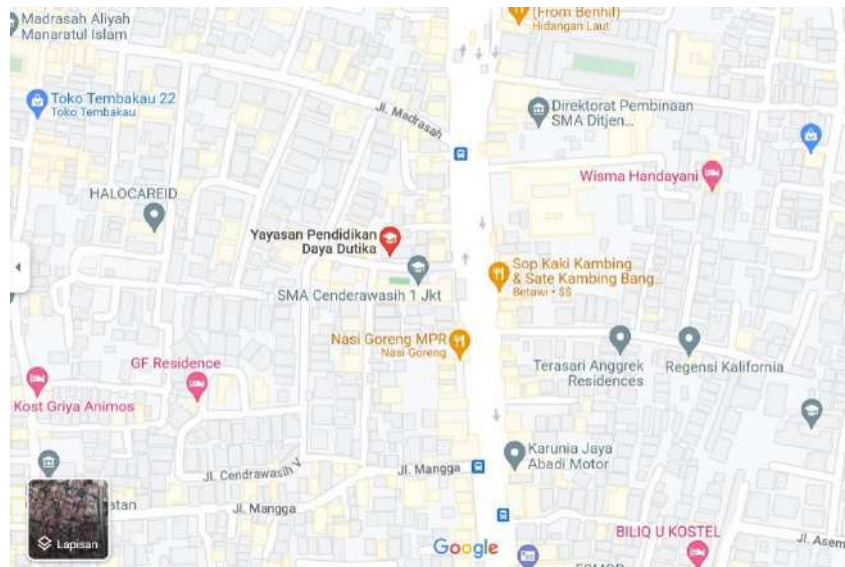 Madrasah Aliyah
Manaratul Islam
(From Benhil)
Hidangan Laut
Toko Tembakau 22
Toko Tembakau
Jl. Madrasah
Direktorat Pembinaan
SMA Ditjen...
Wisma Handayani
HALOCAREID
Yayasan Pendidikan
Daya Dutika
SMA Cenderawasih 1 Jkt
Sop Kaki Kambing
& Sate Kambing Bang...
Betawi • $$
Nasi Goreng MPR
Nasi Goreng
Terasari Anggrek
Residences
Regensi Kalifornia
GF Residence
Kost Griya Animos
Karunia Jaya
Abadi Motor
Jl. Cendrawasih V
Jl. Mangga
Jl. Mangga
atan
Lapisan
Google
BILIQ U KOSTEL
Jl. Asem